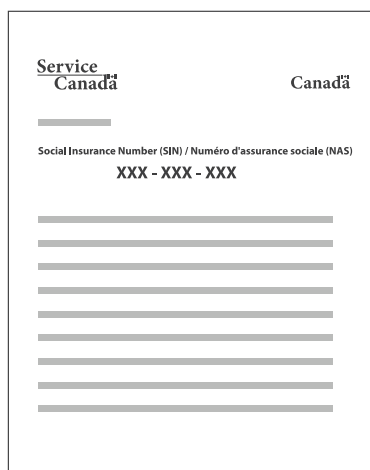 Service
Canada
Canada
Social Insurance Number (SIN) / Numéro d'assurance sociale (NAS)
XXX - XXX - XXX